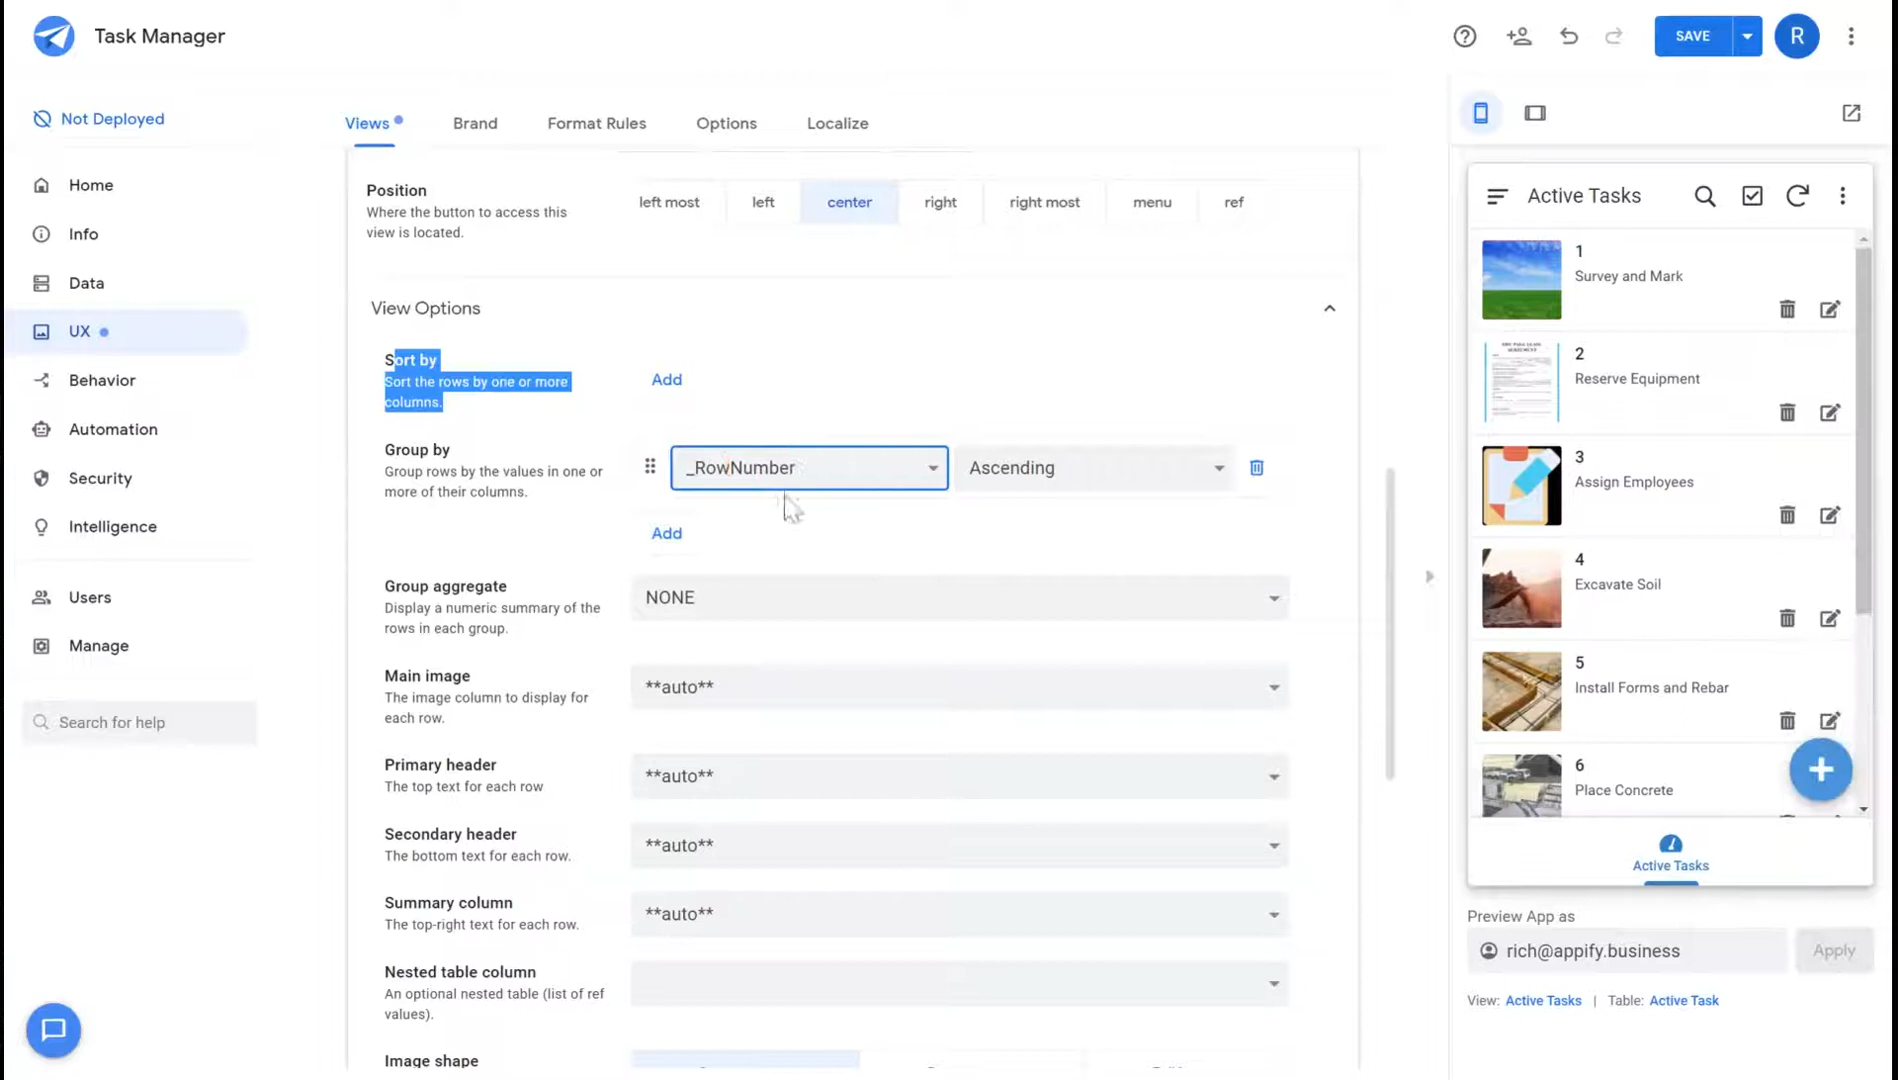 Task Manager
SAVE
R
Not Deployed
Views
Brand
Format Rules
Options
Localize
Home
Info
Data
UX
Behavior
Automation
Security
Intelligence
Users
Manage
Search for help
Position
Where the button to access this
view is located.
left most
left
center
right
right most
menu
ref
View Options
Sort by
Sort the rows by one or more
columns.
Add
Group by
Group rows by the values in one or
more of their columns.
_RowNumber
Ascending
Add
Group aggregate
Display a numeric summary of the
rows in each group.
NONE
Main image
The image column to display for
each row.
**auto**
Primary header
The top text for each row
**auto**
Secondary header
The bottom text for each row.
**auto**
Summary column
The top-right text for each row.
**auto**
Nested table column
An optional nested table (list of ref
values).
Image shape
Active Tasks
1
Survey and Mark
2
Reserve Equipment
3
Assign Employees
4
Excavate Soil
5
Install Forms and Rebar
6
Place Concrete
Active Tasks
Preview App as
rich@appify.business
Apply
View: Active Tasks | Table: Active Task